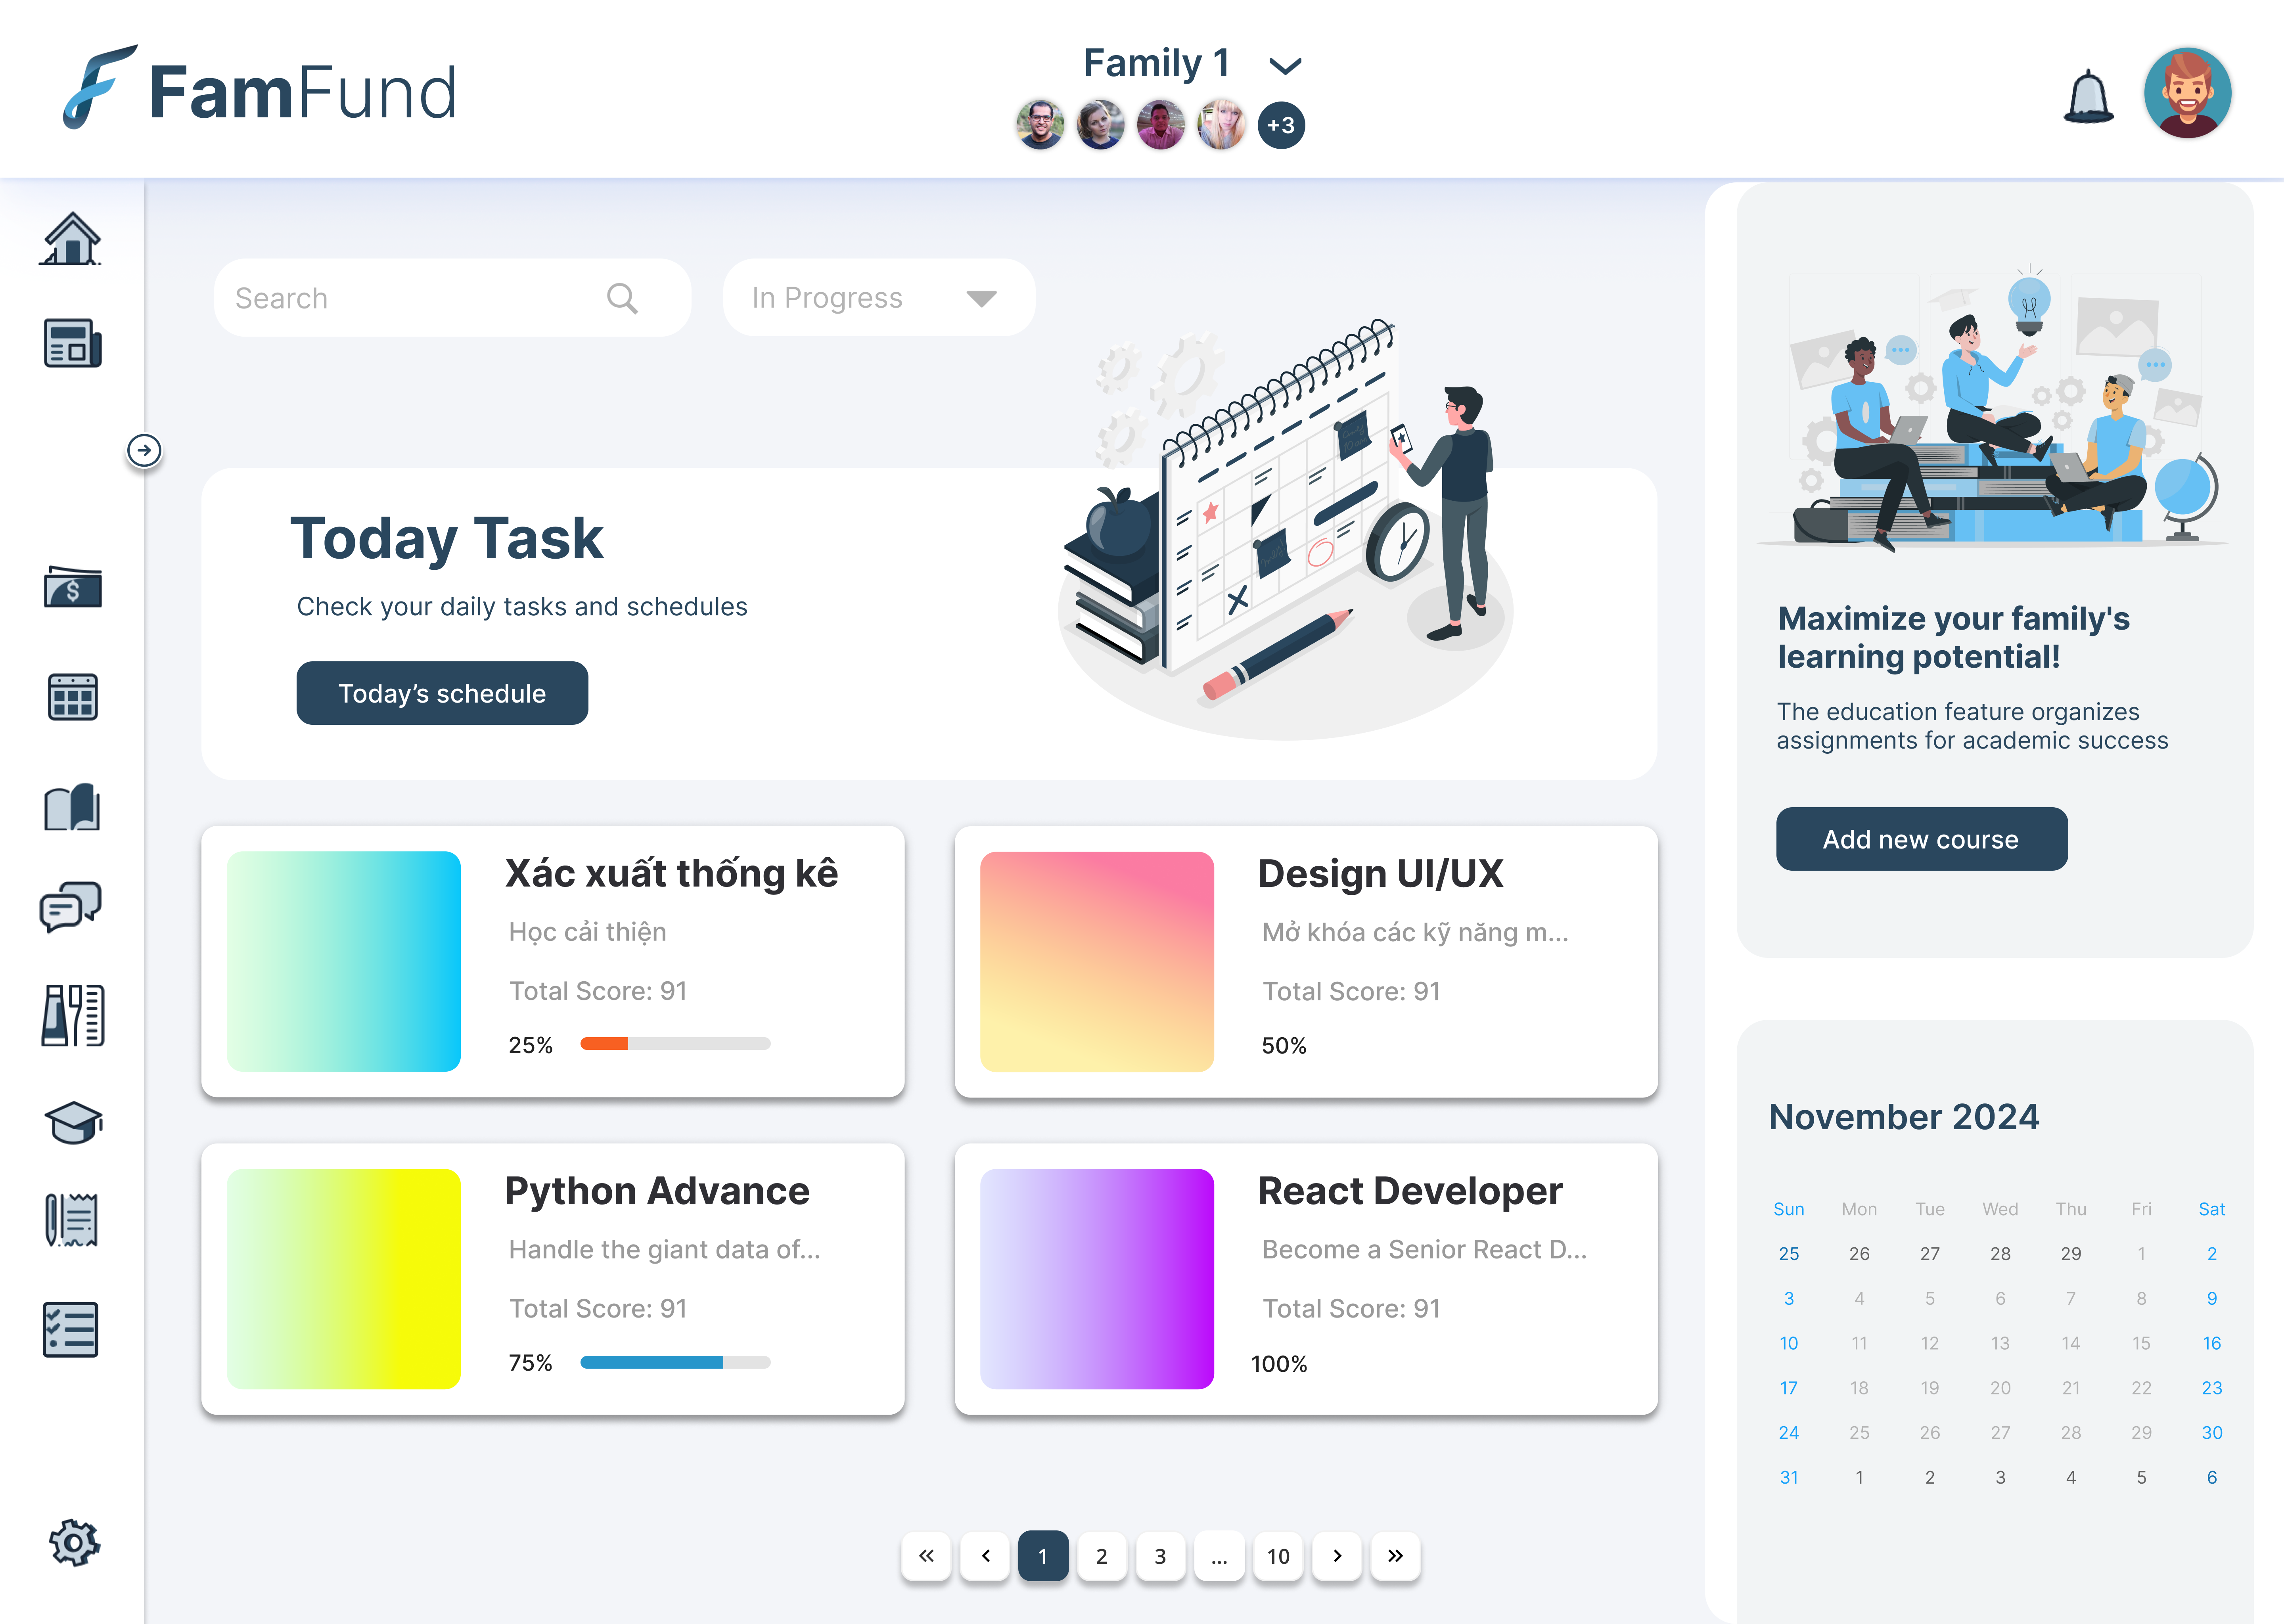 FamFund
Family 1
+3
Search
In Progress
Today Task
Check your daily tasks and schedules
Today’s schedule
Xác xuất thống kê
Học cải thiện
Total Score: 91
25%
Design UI/UX
Mở khóa các kỹ năng m...
Total Score: 91
50%
Python Advance
Handle the giant data of...
Total Score: 91
75%
React Developer
Become a Senior React D...
Total Score: 91
100%
« ‹ 1 2 3 ... 10 › »
Maximize your family's
learning potential!
The education feature organizes
assignments for academic success
Add new course
November 2024
Sun Mon Tue Wed Thu Fri Sat
25 26 27 28 29 1 2
3 4 5 6 7 8 9
10 11 12 13 14 15 16
17 18 19 20 21 22 23
24 25 26 27 28 29 30
31 1 2 3 4 5 6